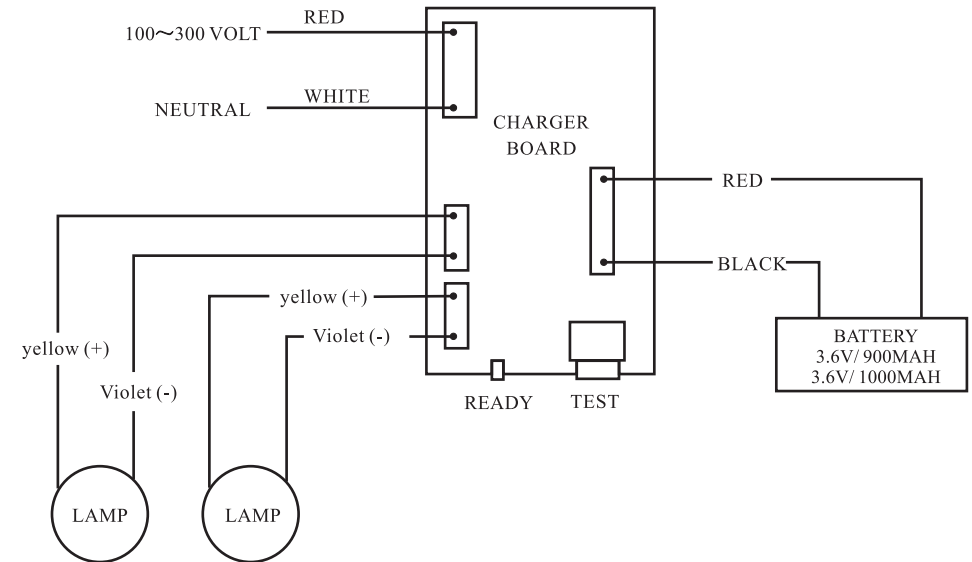 RED
100~300 VOLT
WHITE
NEUTRAL
CHARGER
BOARD
RED
BLACK
yellow (+)
Violet (-)
BATTERY
3.6V/ 900MAH
3.6V/ 1000MAH
yellow (+)
Violet (-)
READY
TEST
LAMP
LAMP